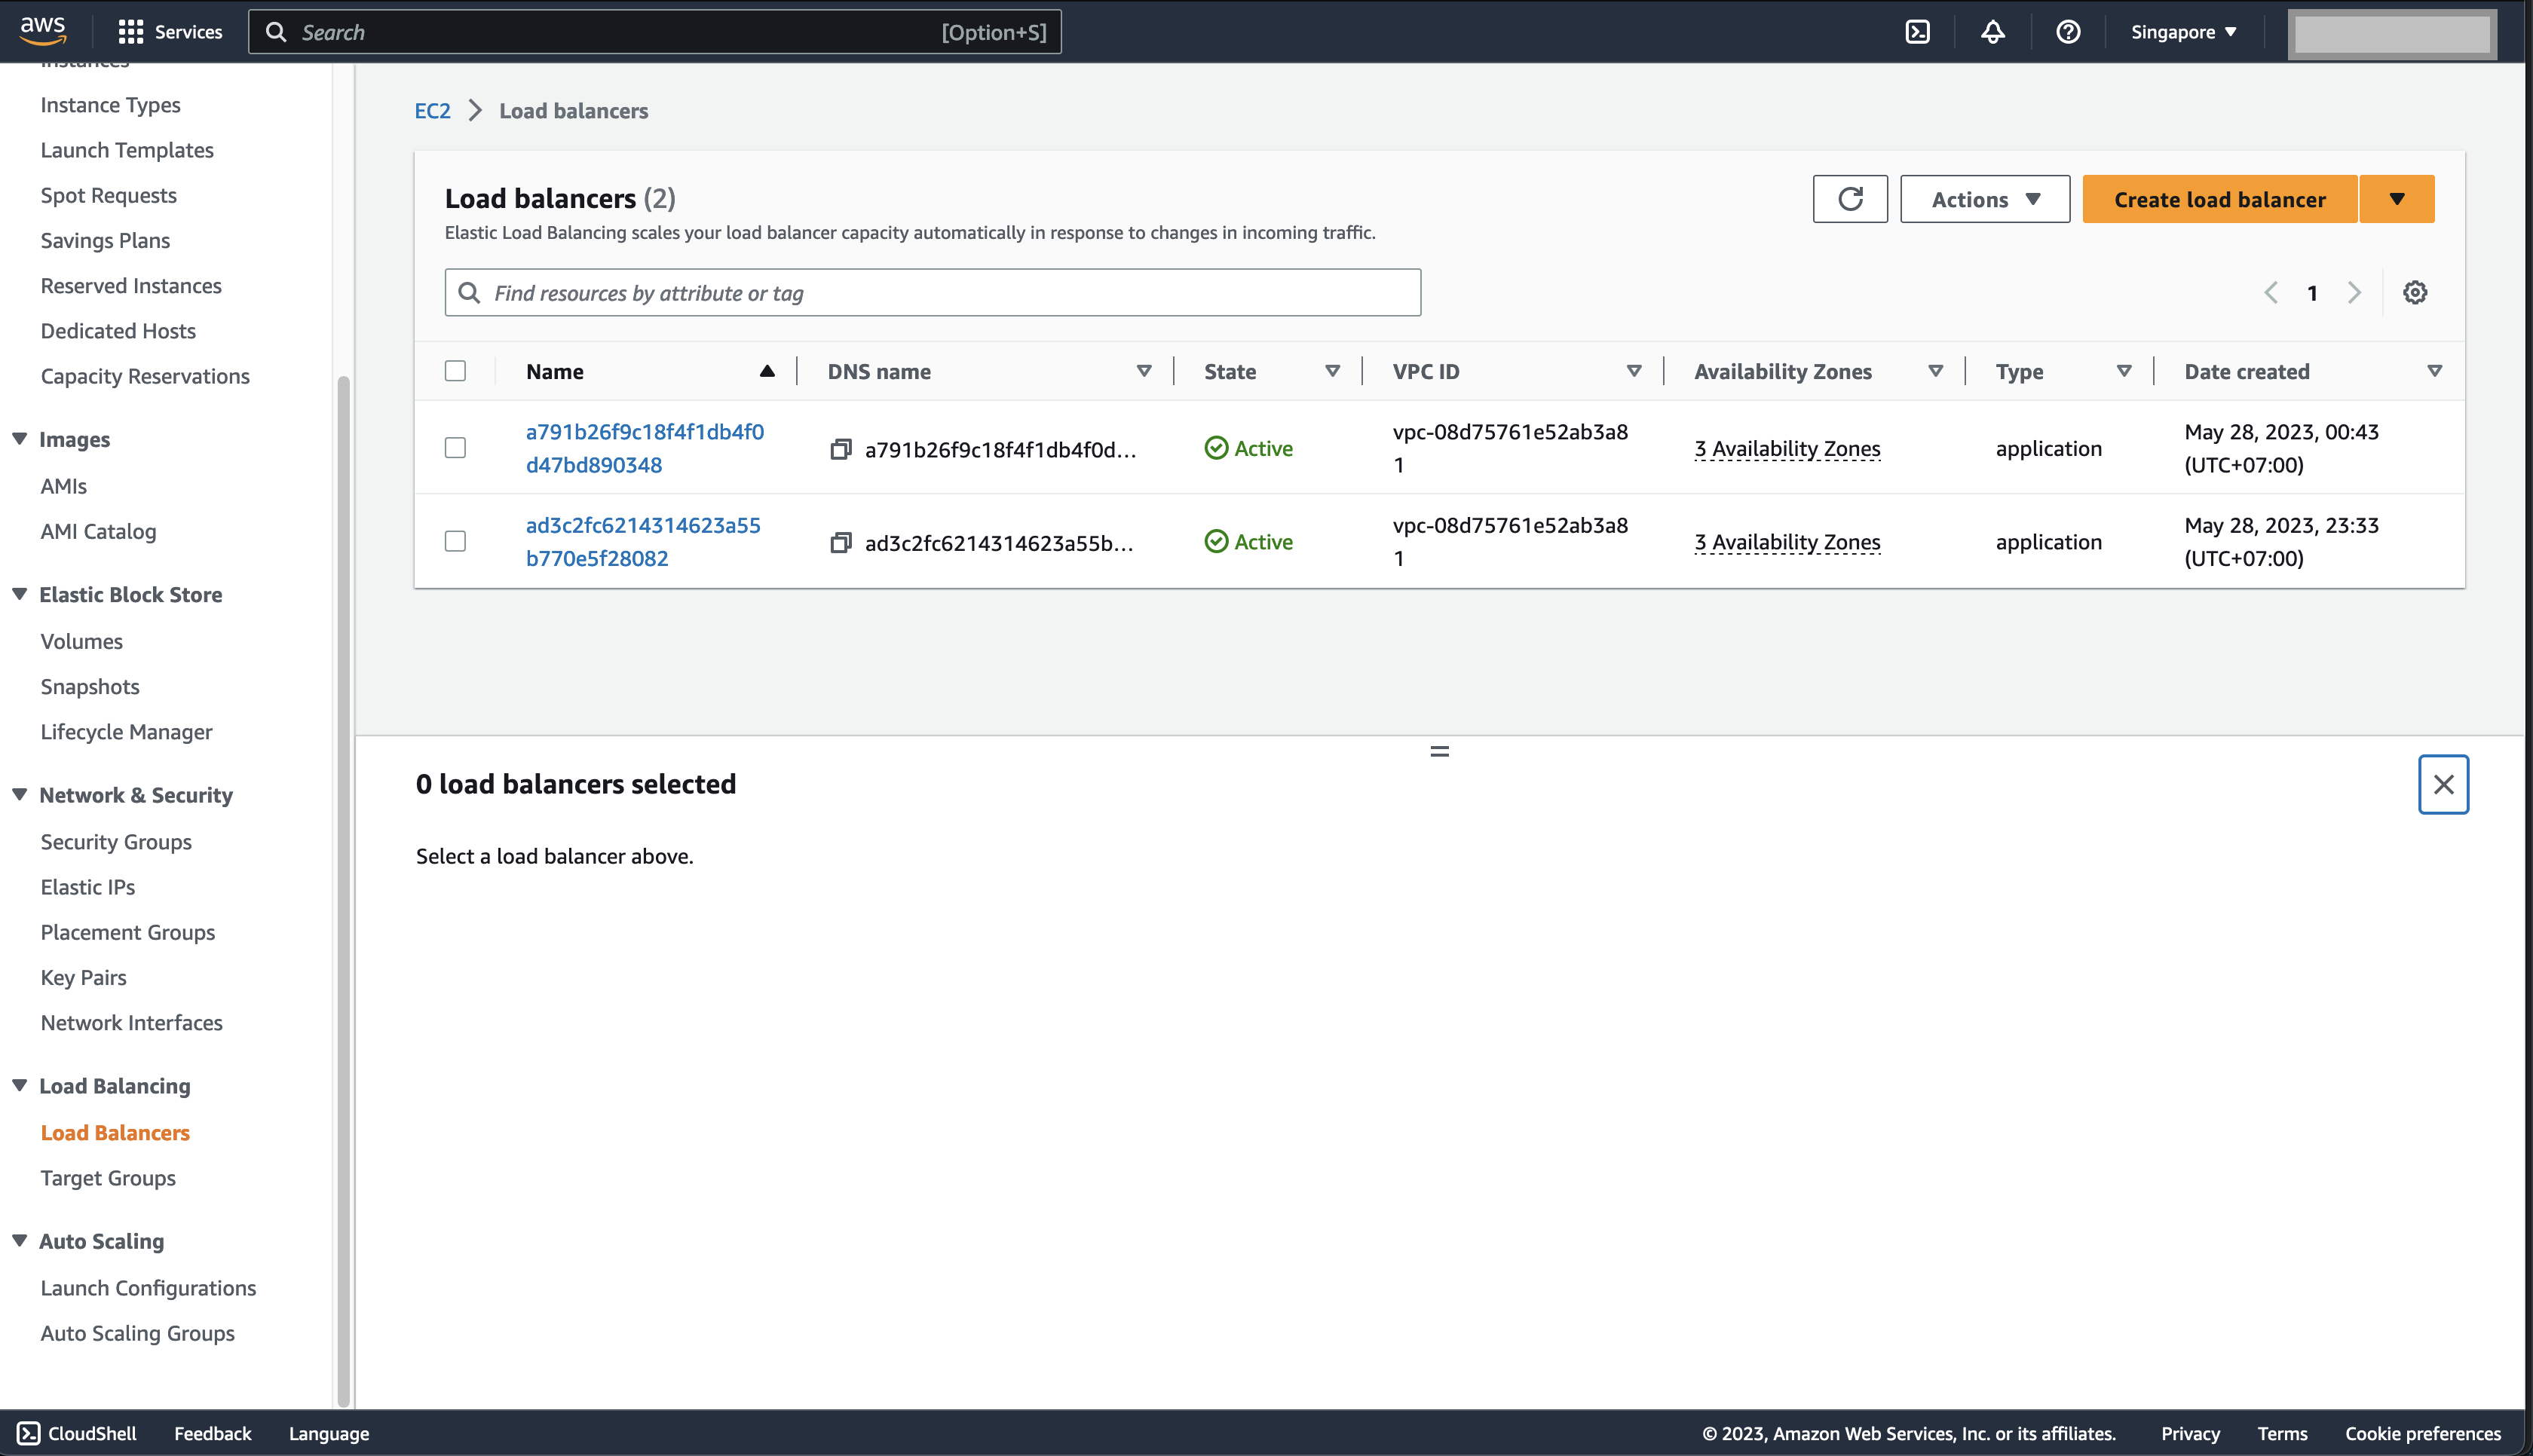 aws
Services
Search
[Option+S]
Singapore
Instances
Instance Types
Launch Templates
Spot Requests
Savings Plans
Reserved Instances
Dedicated Hosts
Capacity Reservations
Images
AMIs
AMI Catalog
Elastic Block Store
Volumes
Snapshots
Lifecycle Manager
Network & Security
Security Groups
Elastic IPs
Placement Groups
Key Pairs
Network Interfaces
Load Balancing
Load Balancers
Target Groups
Auto Scaling
Launch Configurations
Auto Scaling Groups
EC2 Load balancers
Load balancers (2)
Elastic Load Balancing scales your load balancer capacity automatically in response to changes in incoming traffic.
Actions
Create load balancer
Find resources by attribute or tag
1
Name DNS name State VPC ID Availability Zones Type Date created
a791b26f9c18f4f1db4f0
d47bd890348
a791b26f9c18f4f1db4f0d...
Active
vpc-08d75761e52ab3a8
1
3 Availability Zones
application
May 28, 2023, 00:43
(UTC+07:00)
ad3c2fc6214314623a55
b770e5f28082
ad3c2fc6214314623a55b...
Active
vpc-08d75761e52ab3a8
1
3 Availability Zones
application
May 28, 2023, 23:33
(UTC+07:00)
0 load balancers selected
Select a load balancer above.
CloudShell
Feedback
Language
© 2023, Amazon Web Services, Inc. or its affiliates.
Privacy
Terms
Cookie preferences